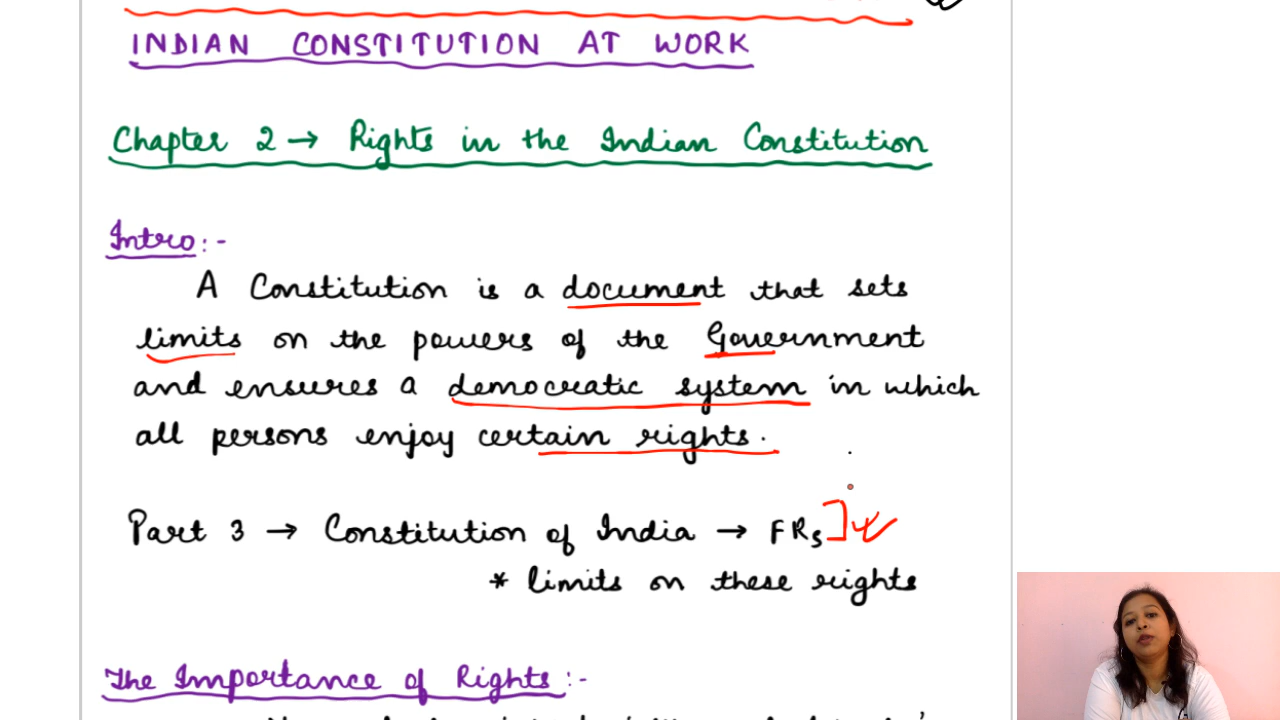 INDIAN CONSTITUTION AT WORK
Chapter 2 → Rights in the Indian Constitution
Intro:-
A Constitution is a document that sets
limits on the powers of the Government
and ensures a democratic system in which
all persons enjoy certain rights.
Part 3 → Constitution of India → FRs
* limits on these rights
The Importance of Rights:-